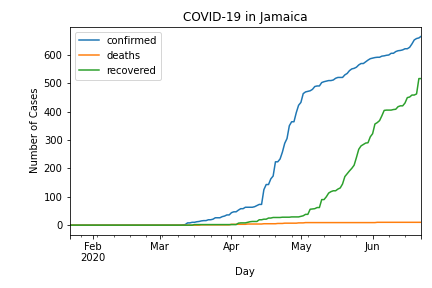 COVID-19 in Jamaica
confirmed
deaths
recovered
Number of Cases
600
500
400
300
200
100
0
Feb
2020
Mar
Apr
May
Jun
Day